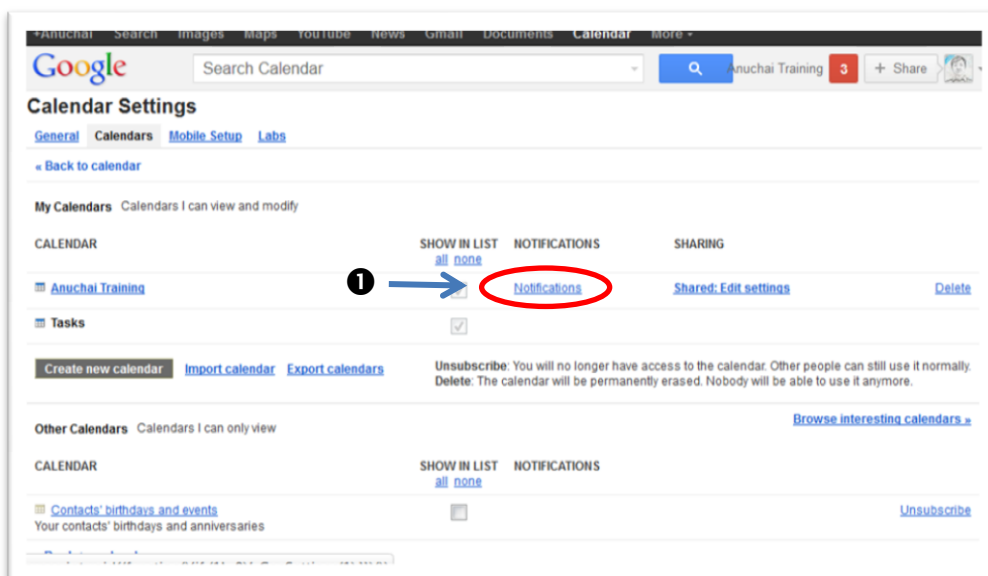 +Anuchai Search Images Maps YouTube News Gmail Documents Calendar More
Google Search Calendar Anuchai Training 3 + Share
Calendar Settings
General Calendars Mobile Setup Labs
« Back to calendar
My Calendars Calendars I can view and modify
CALENDAR SHOW IN LIST NOTIFICATIONS SHARING
all none
❶
Anuchai Training Notifications Shared: Edit settings Delete
Tasks
Create new calendar Import calendar Export calendars Unsubscribe: You will no longer have access to the calendar. Other people can still use it normally.
Delete: The calendar will be permanently erased. Nobody will be able to use it anymore.
Browse interesting calendars »
Other Calendars Calendars I can only view
CALENDAR SHOW IN LIST NOTIFICATIONS
all none
Contacts' birthdays and events Unsubscribe
Your contacts' birthdays and anniversaries